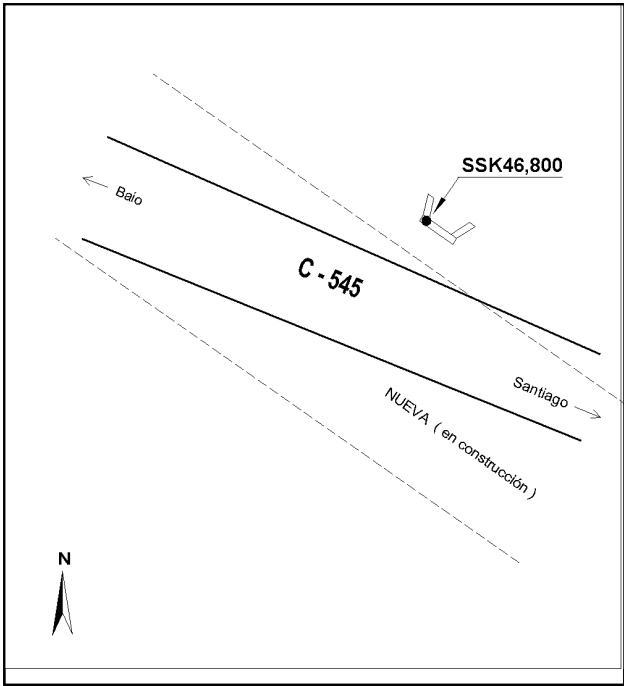 SSK46,800
Baio
C - 545
Santiago
NUEVA ( en construcción )
N